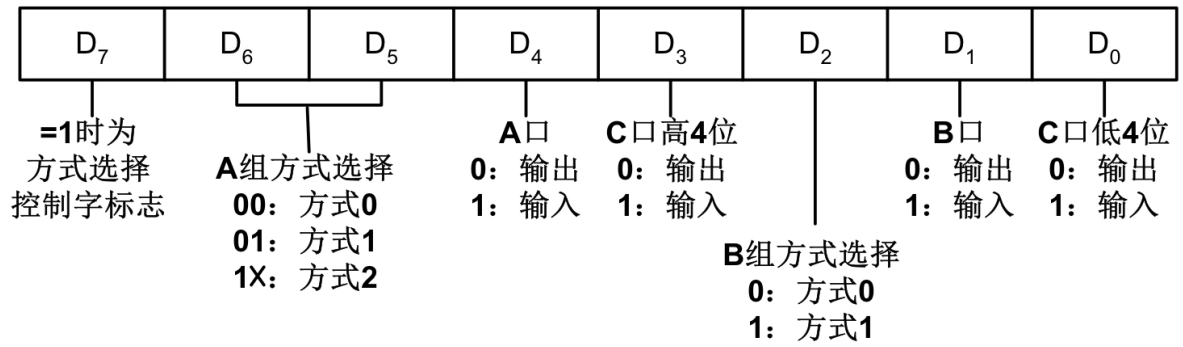 D7 D6 D5 D4 D3 D2 D1 D0
=1时为
方式选择
控制字标志
A组方式选择
00：方式0
01：方式1
1X：方式2
A口
0：输出
1：输入
C口高4位
0：输出
1：输入
B组方式选择
0：方式0
1：方式1
B口
0：输出
1：输入
C口低4位
0：输出
1：输入